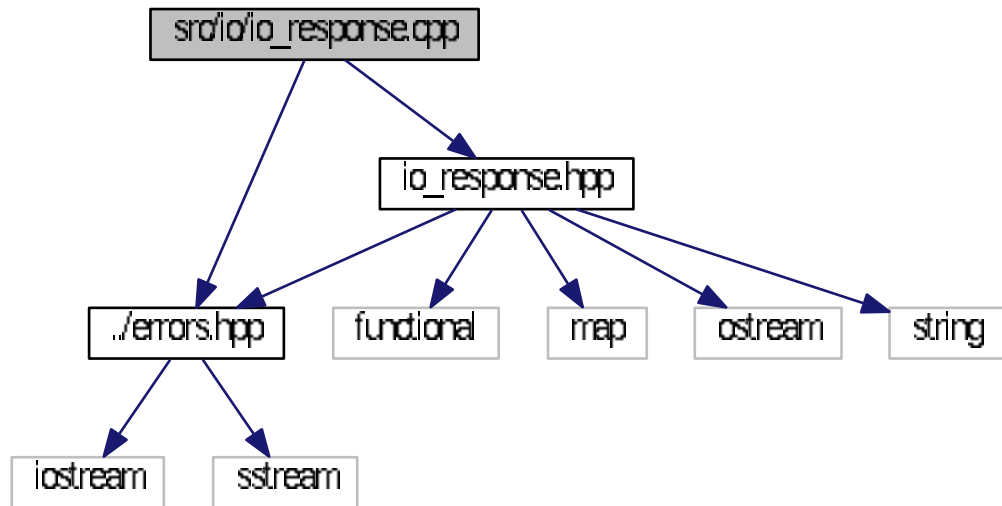 src/io/io_response.cpp
io_response.hpp
../errors.hpp
functional
map
ostream
string
iostream
sstream